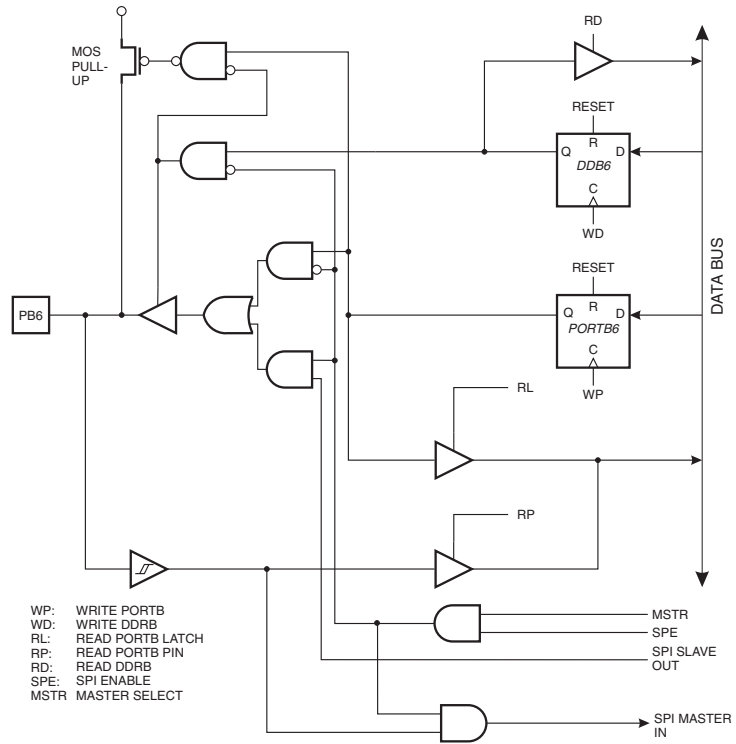 RD
MOS
PULL-
UP
RESET
R
Q D
DDB6
C
WD
DATA BUS
RESET
R
Q D
PORTB6
C
WP
PB6
RL
RP
WP: WRITE PORTB
WD: WRITE DDRB
RL: READ PORTB LATCH
RP: READ PORTB PIN
RD: READ DDRB
SPE: SPI ENABLE
MSTR MASTER SELECT
MSTR
SPE
SPI SLAVE
OUT
SPI MASTER
IN